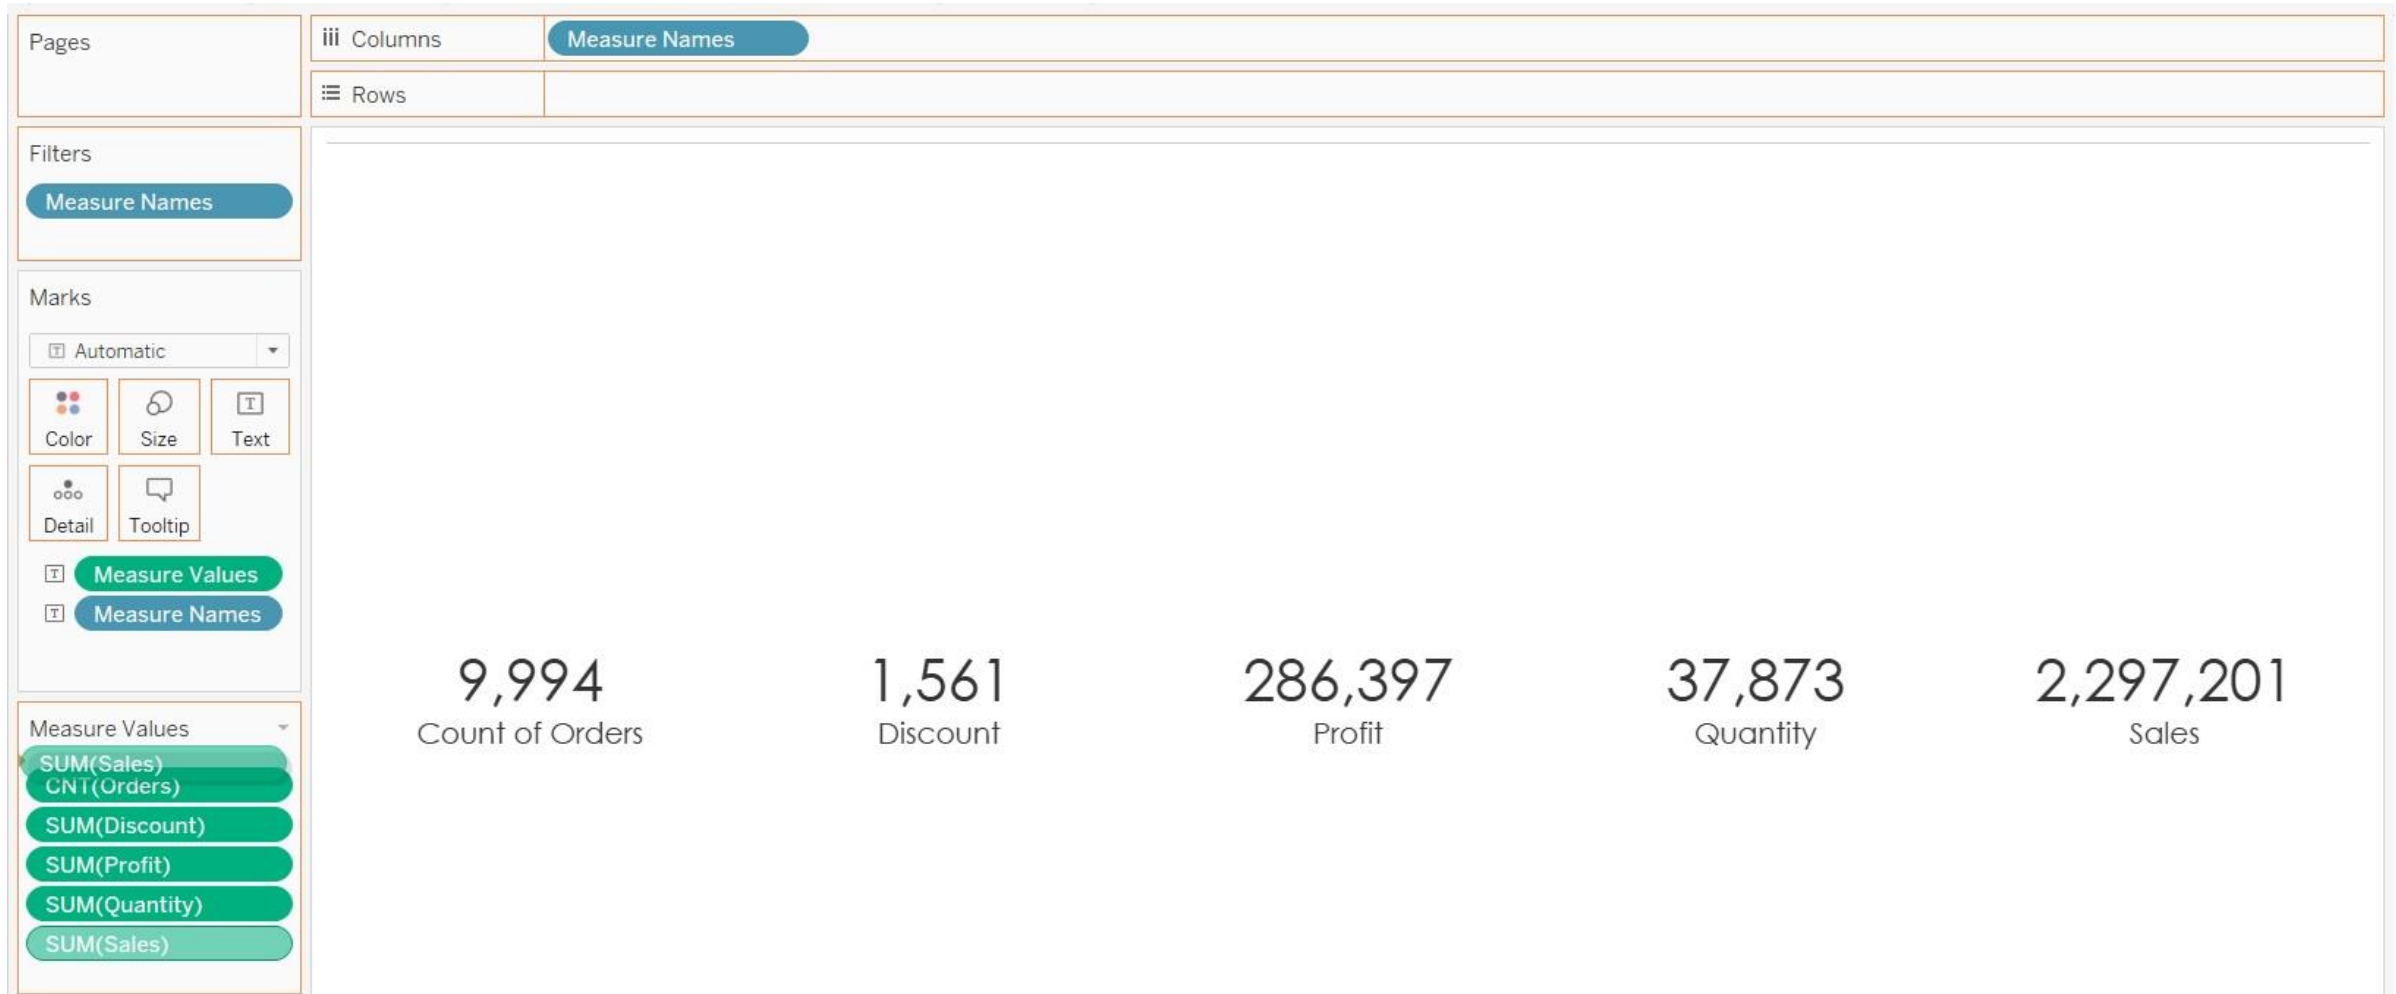 Pages
Columns
Measure Names
Rows
Filters
Measure Names
Marks
Automatic
Color Size Text
Detail Tooltip
Measure Values
Measure Names
Measure Values
SUM(Sales)
CNT(Orders)
SUM(Discount)
SUM(Profit)
SUM(Quantity)
SUM(Sales)
9,994 1,561 286,397 37,873 2,297,201
Count of Orders Discount Profit Quantity Sales